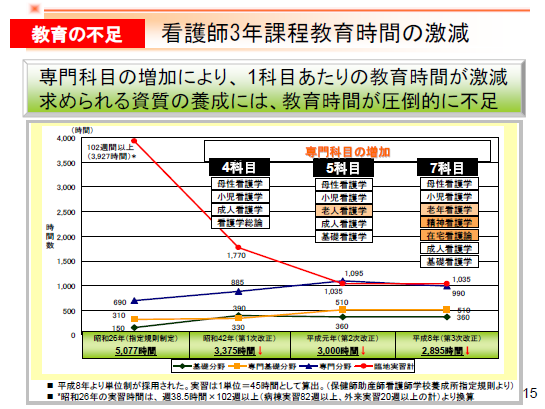 教育の不足
看護師3年課程教育時間の激減
専門科目の増加により、1科目あたりの教育時間が激減
求められる資質の養成には、教育時間が圧倒的に不足
(時間)
4,000
3,500
3,000
2,500
2,000
1,500
1,000
500
0
時間数
102週間以上
(3,927時間)*
専門科目の増加
4科目
母性看護学
小児看護学
成人看護学
看護学総論
5科目
母性看護学
小児看護学
老人看護学
成人看護学
基礎看護学
7科目
母性看護学
小児看護学
老年看護学
精神看護学
在宅看護論
成人看護学
基礎看護学
690
310
150
1,770
885
390
330
1,095
1,035
510
360
1,035
990
510
360
昭和26年(指定規則制定)
5,077時間
昭和42年(第1次改正)
3,375時間↓
平成元年(第2次改正)
3,000時間↓
平成8年(第3次改正)
2,895時間↓
基礎分野 専門基礎分野 専門分野 臨地実習計
■ 平成8年より単位制が採用された。実習は1単位=45時間として算出。(保健師助産師看護師学校養成所指定規則より)
■ *昭和26年の実習時間は、週38.5時間×102週以上(病棟実習82週以上、外来実習20週以上の計)より換算
15